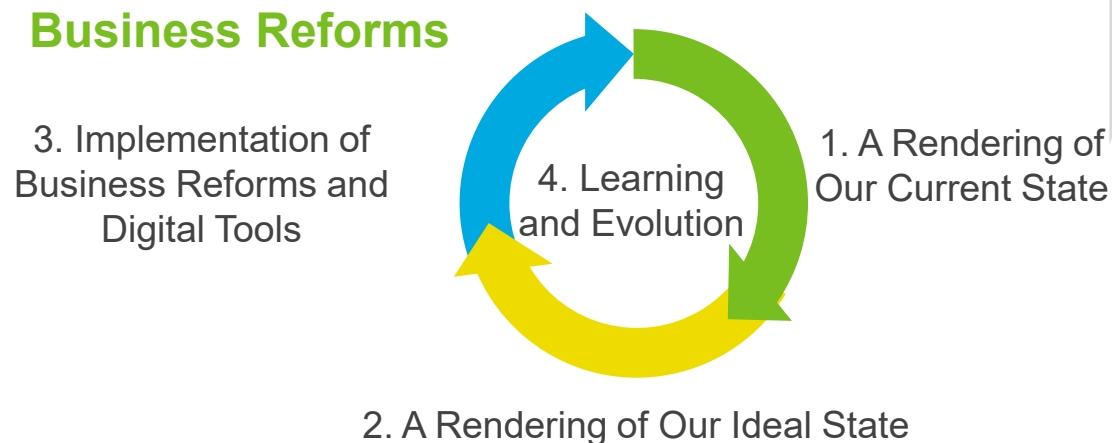 Business Reforms
1. A Rendering of
Our Current State
2. A Rendering of Our Ideal State
3. Implementation of
Business Reforms and
Digital Tools
4. Learning
and Evolution